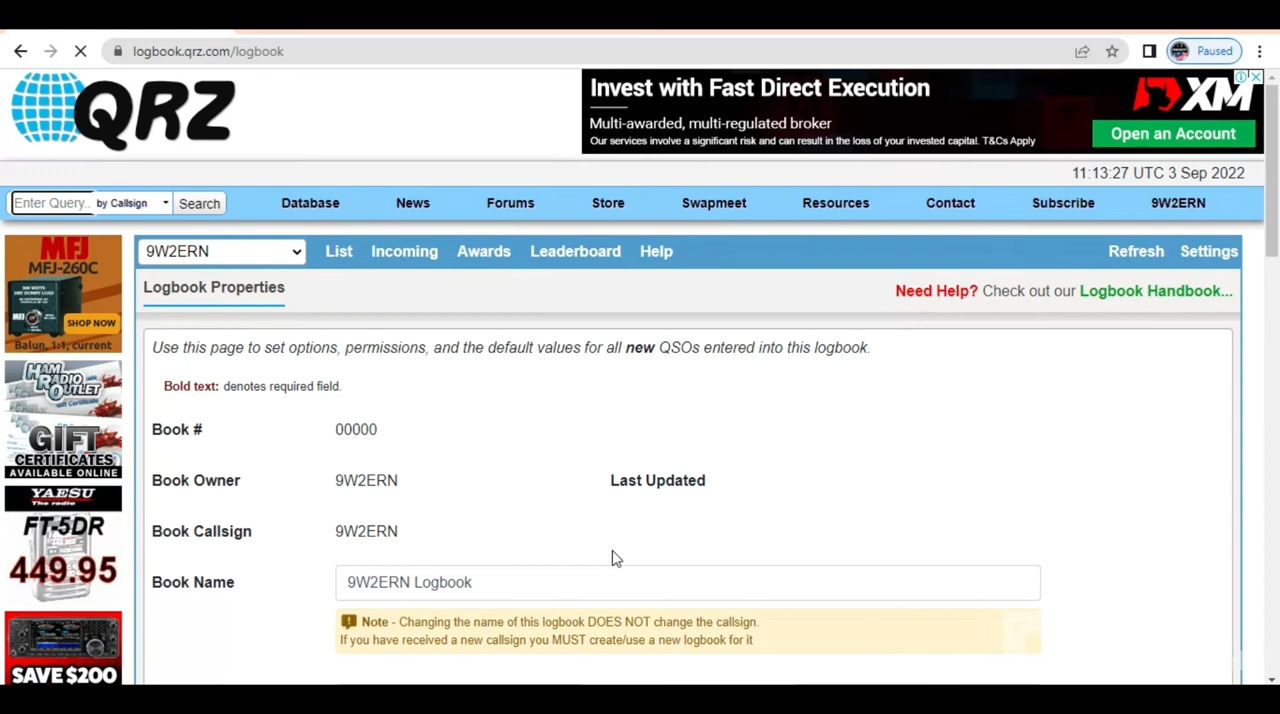 logbook.qrz.com/logbook
Paused
QRZ
Invest with Fast Direct Execution
Multi-awarded, multi-regulated broker
Our services involve a significant risk and can result in the loss of your invested capital. T&Cs Apply
XM
Open an Account
11:13:27 UTC 3 Sep 2022
Enter Query.. by Callsign Search Database News Forums Store Swapmeet Resources Contact Subscribe 9W2ERN
9W2ERN List Incoming Awards Leaderboard Help Refresh Settings
Logbook Properties
Need Help? Check out our Logbook Handbook...
Use this page to set options, permissions, and the default values for all new QSOs entered into this logbook.
Bold text: denotes required field.
Book # 00000
Book Owner 9W2ERN Last Updated
Book Callsign 9W2ERN
Book Name 9W2ERN Logbook
Note - Changing the name of this logbook DOES NOT change the callsign.
If you have received a new callsign you MUST create/use a new logbook for it
MFJ
MFJ-260C
SHOP NOW
Balun, 1:1, current
HAM RADIO OUTLET
GIFT
CERTIFICATES
AVAILABLE ONLINE
YAESU
The radio
FT-5DR
449.95
SAVE $200